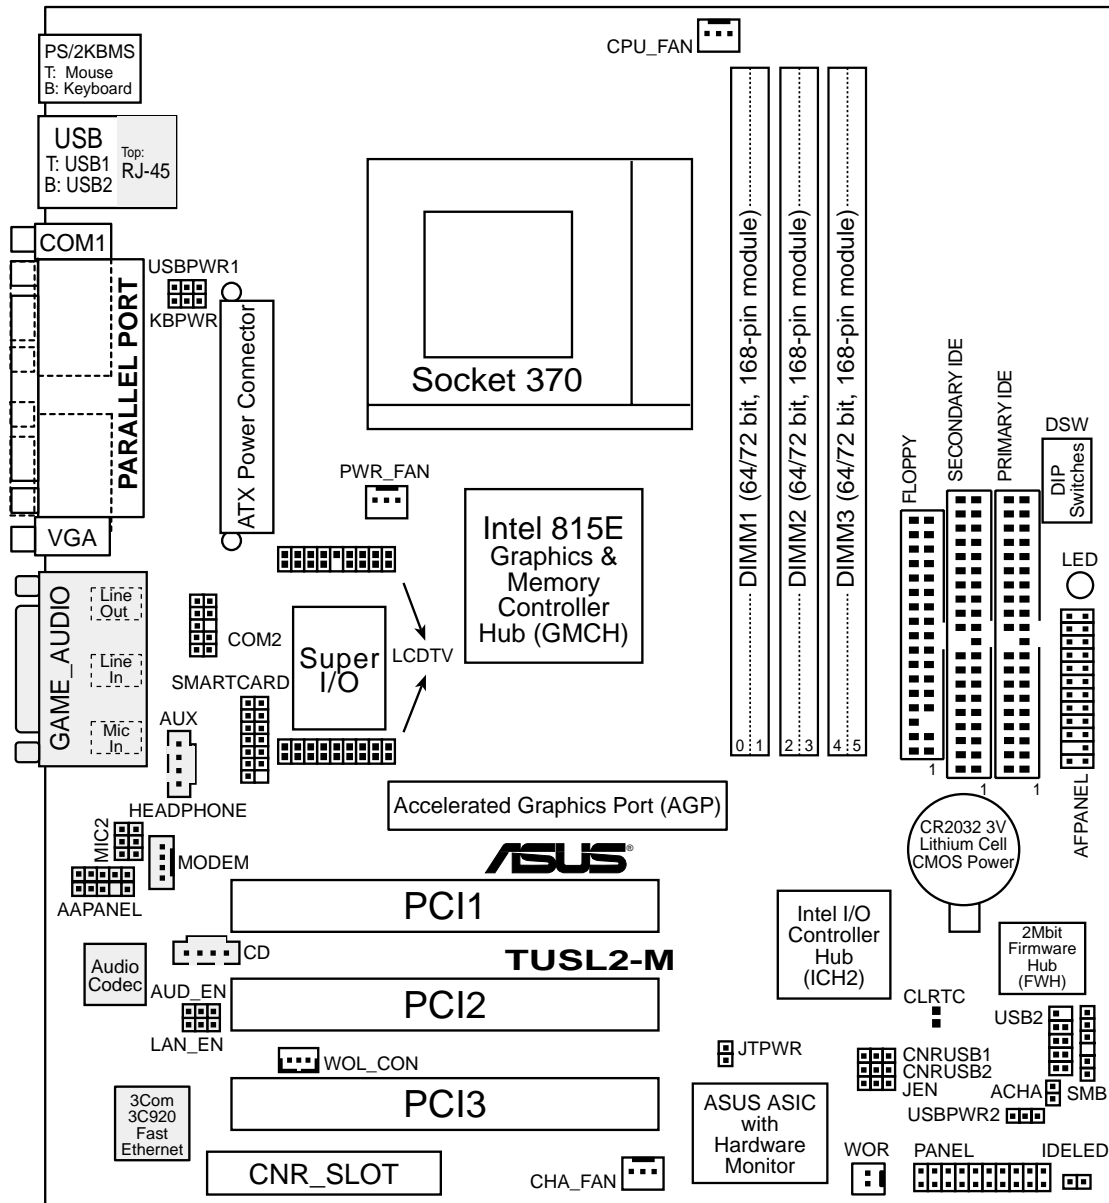 CPU_FAN
PS/2KBMS
T: Mouse
B: Keyboard
USB
T: USB1
B: USB2
Top:
RJ-45
COM1
PARALLEL PORT
VGA
USBPWR1
KBPWR
ATX Power Connector
Socket 370
DIMM1 (64/72 bit, 168-pin module)
DIMM2 (64/72 bit, 168-pin module)
DIMM3 (64/72 bit, 168-pin module)
0 1
2 3
4 5
FLOPPY
SECONDARY IDE
PRIMARY IDE
1
1
1
DSW
DIP
Switches
LED
AFPANEL
PWR_FAN
Intel 815E
Graphics &
Memory
Controller
Hub (GMCH)
GAME_AUDIO
Line
Out
Line
In
Mic
In
COM2
Super
I/O
LCDTV
SMARTCARD
AUX
HEADPHONE
MIC2
MODEM
AAPANEL
Accelerated Graphics Port (AGP)
ASUS®
CR2032 3V
Lithium Cell
CMOS Power
PCI1
Intel I/O
Controller
Hub
(ICH2)
2Mbit
Firmware
Hub
(FWH)
Audio
Codec
CD
TUSL2-M
AUD_EN
LAN_EN
PCI2
CLRTC
USB2
WOL_CON
JTPWR
CNRUSB1
CNRUSB2
JEN
ACHA
SMB
USBPWR2
3Com
3C920
Fast
Ethernet
PCI3
ASUS ASIC
with
Hardware
Monitor
CNR_SLOT
CHA_FAN
WOR
PANEL
IDELED